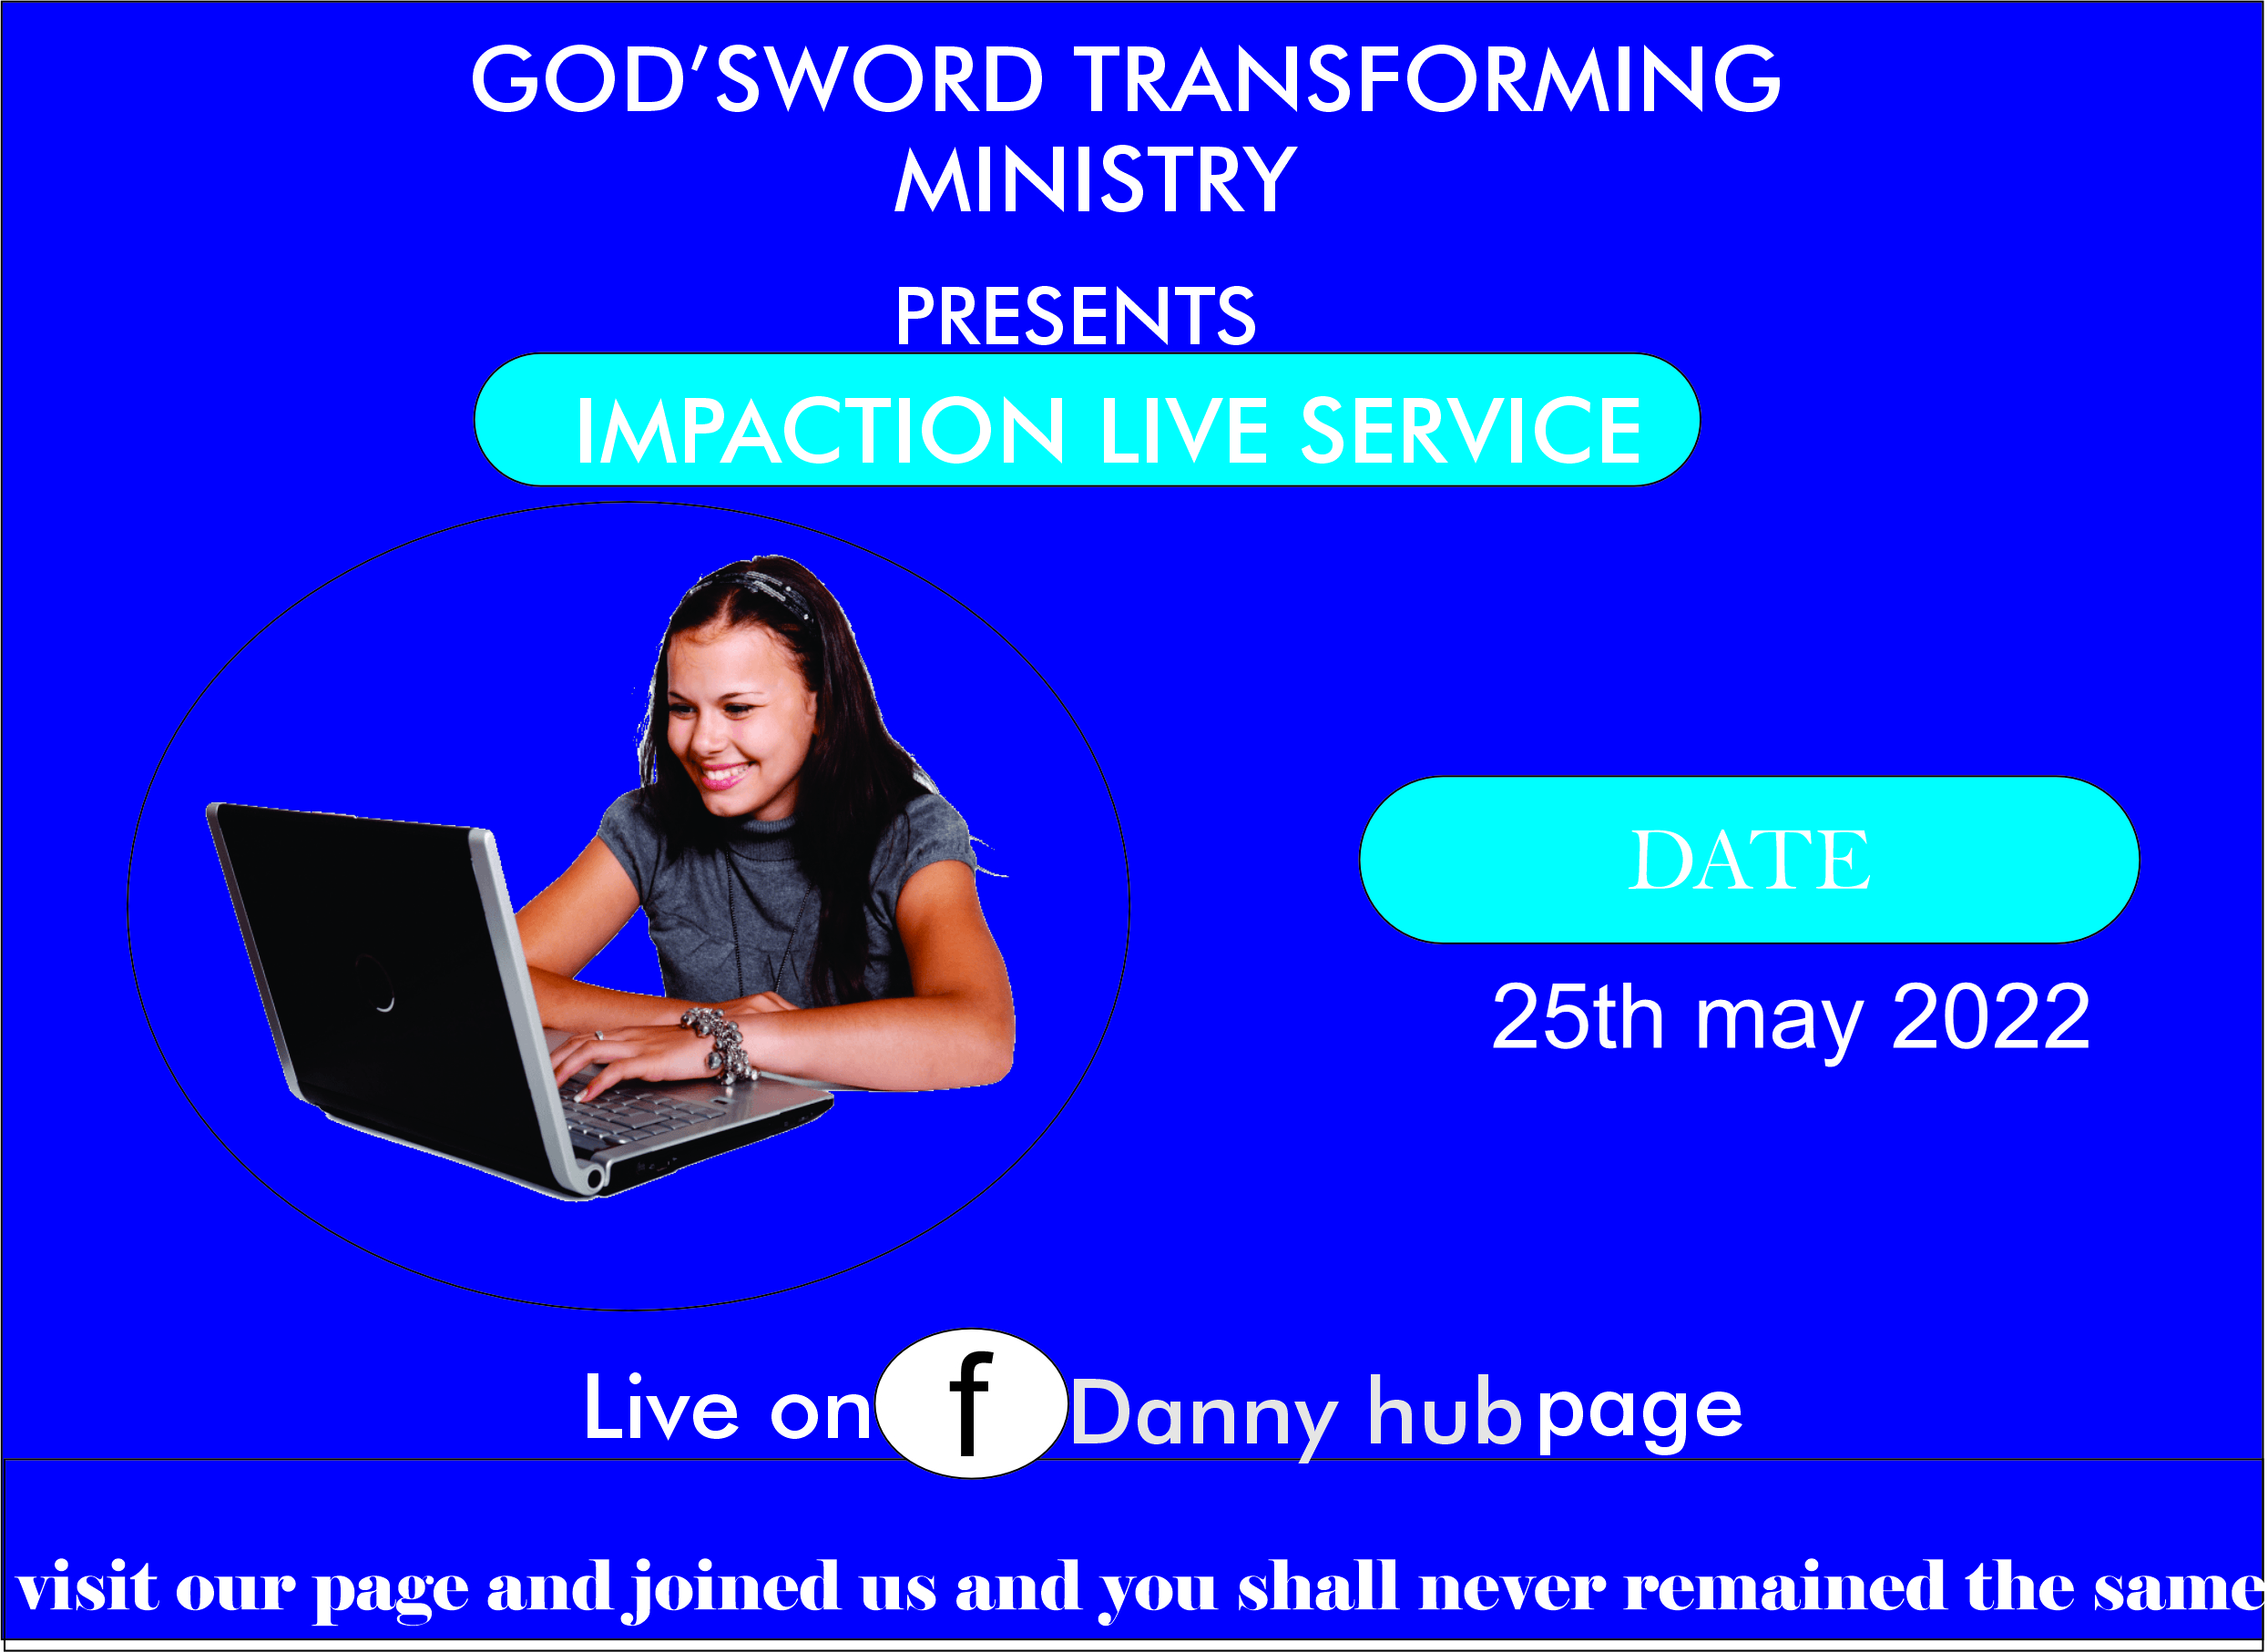 GOD’SWORD TRANSFORMING
MINISTRY
PRESENTS
IMPACTION LIVE SERVICE
DATE
25th may 2022
Live on f Danny hub page
visit our page and joined us and you shall never remained the same